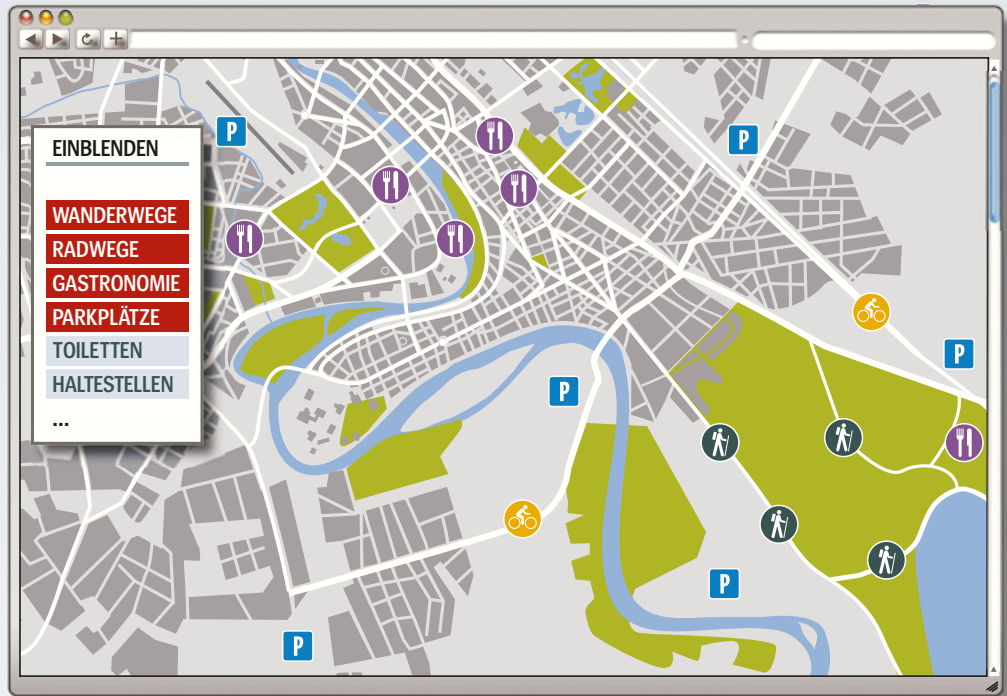 EINBLENDEN
WANDERWEGE
RADWEGE
GASTRONOMIE
PARKPLÄTZE
TOILETTEN
HALTESTELLEN
...
P
P
P
P
P
P